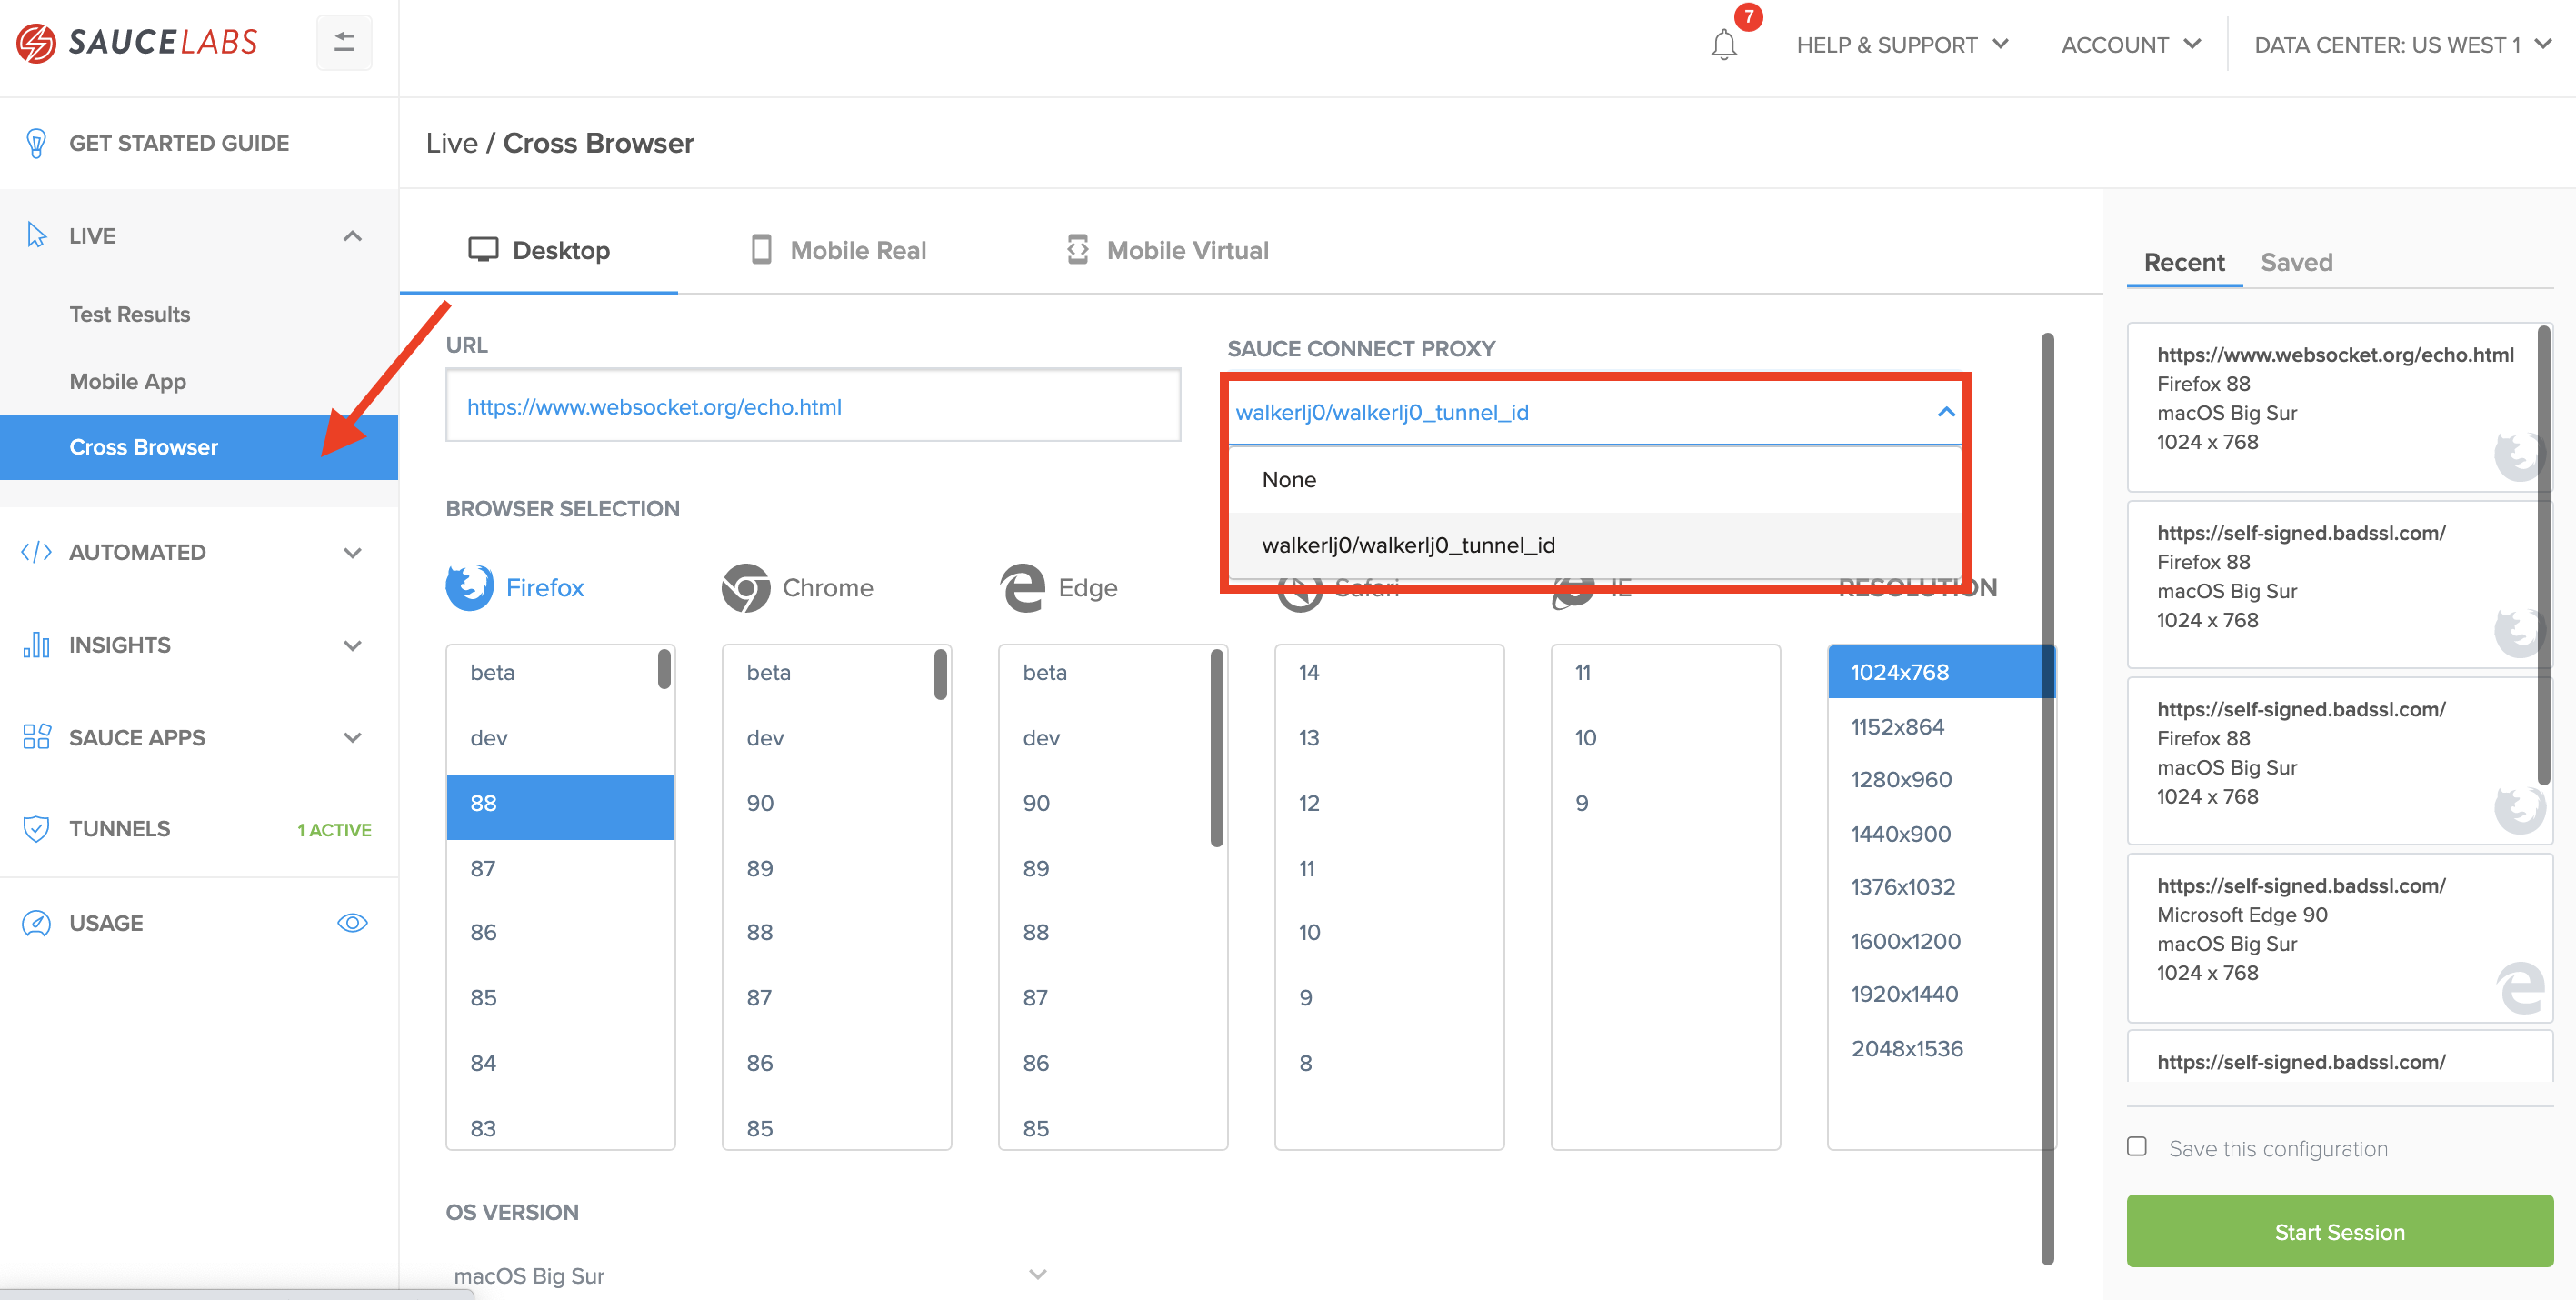 SAUCELABS
7
HELP & SUPPORT
ACCOUNT
DATA CENTER: US WEST 1
GET STARTED GUIDE
LIVE
Test Results
Mobile App
Cross Browser
AUTOMATED
INSIGHTS
SAUCE APPS
TUNNELS
1 ACTIVE
USAGE
Live / Cross Browser
Desktop
Mobile Real
Mobile Virtual
URL
https://www.websocket.org/echo.html
SAUCE CONNECT PROXY
walkerlj0/walkerlj0_tunnel_id
None
walkerlj0/walkerlj0_tunnel_id
BROWSER SELECTION
Firefox
Chrome
Edge
Safari
IE
RESOLUTION
beta
dev
88
87
86
85
84
83
beta
dev
90
89
88
87
86
85
beta
dev
90
89
88
87
86
85
14
13
12
11
10
9
8
11
10
9
1024x768
1152x864
1280x960
1440x900
1376x1032
1600x1200
1920x1440
2048x1536
OS VERSION
macOS Big Sur
Recent
Saved
https://www.websocket.org/echo.html
Firefox 88
macOS Big Sur
1024 x 768
https://self-signed.badssl.com/
Firefox 88
macOS Big Sur
1024 x 768
https://self-signed.badssl.com/
Firefox 88
macOS Big Sur
1024 x 768
https://self-signed.badssl.com/
Microsoft Edge 90
macOS Big Sur
1024 x 768
https://self-signed.badssl.com/
Save this configuration
Start Session